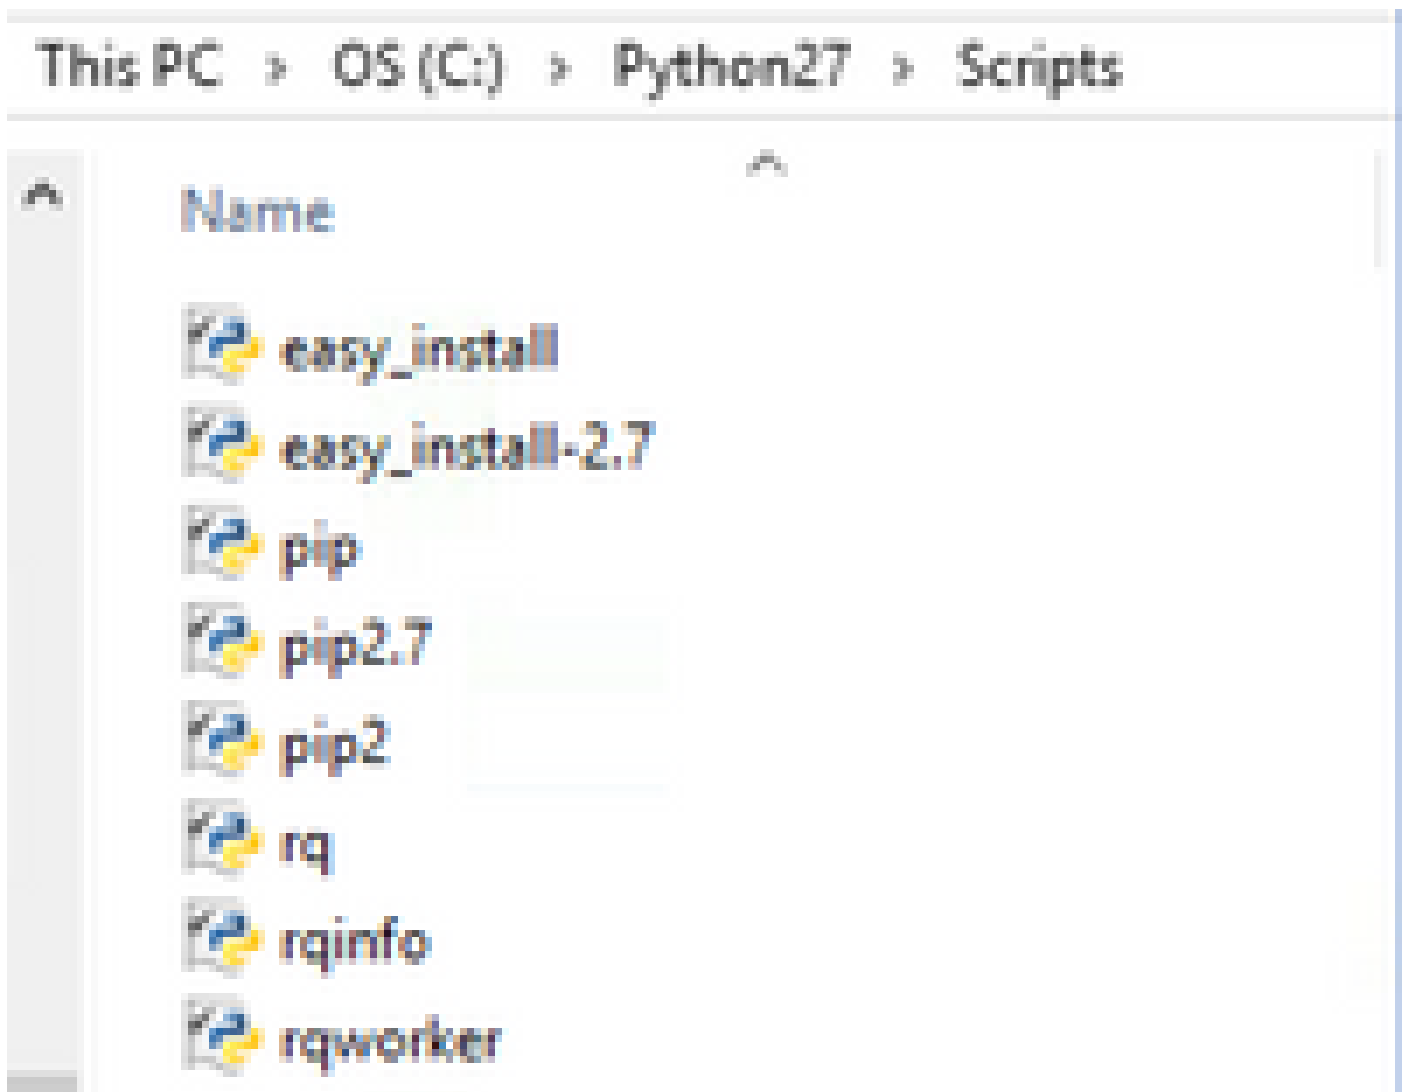 This PC > OS (C:) > Python27 > Scripts
Name
easy_install
easy_install-2.7
pip
pip2.7
pip2
rq
rqinfo
rqworker